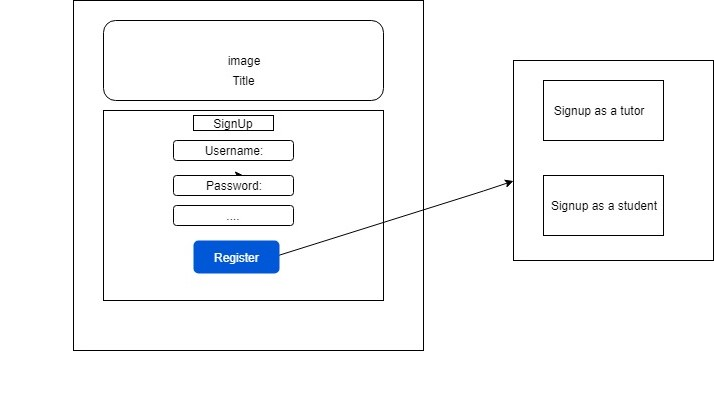 image
Title
SignUp
Username:
Password:
....
Register
Signup as a tutor
Signup as a student